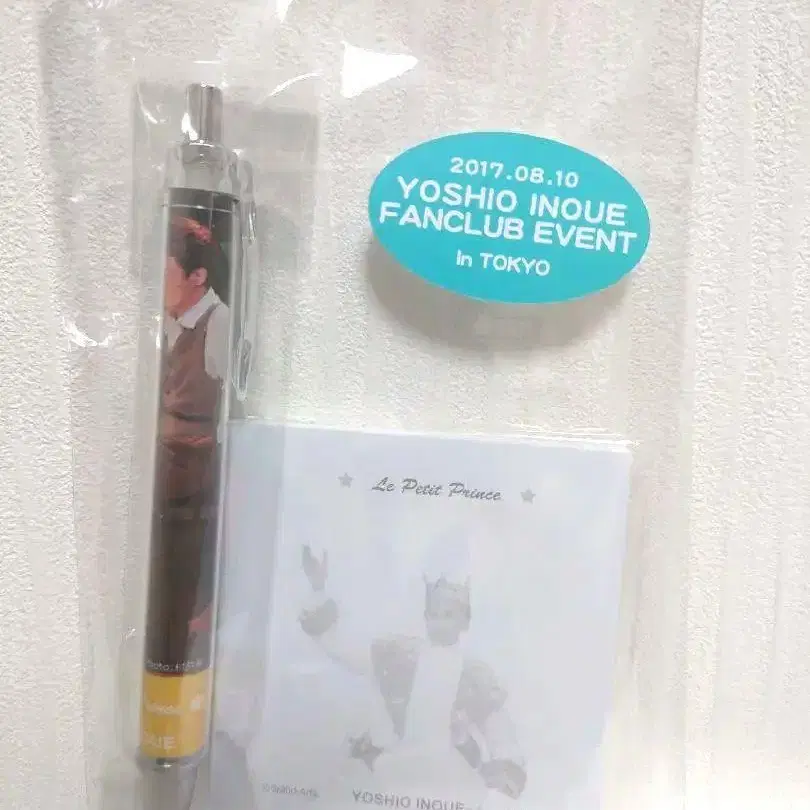 2017.08.10
YOSHIO INOUE
FANCLUB EVENT
In TOKYO
Le Petit Prince
YOSHIO INOUE